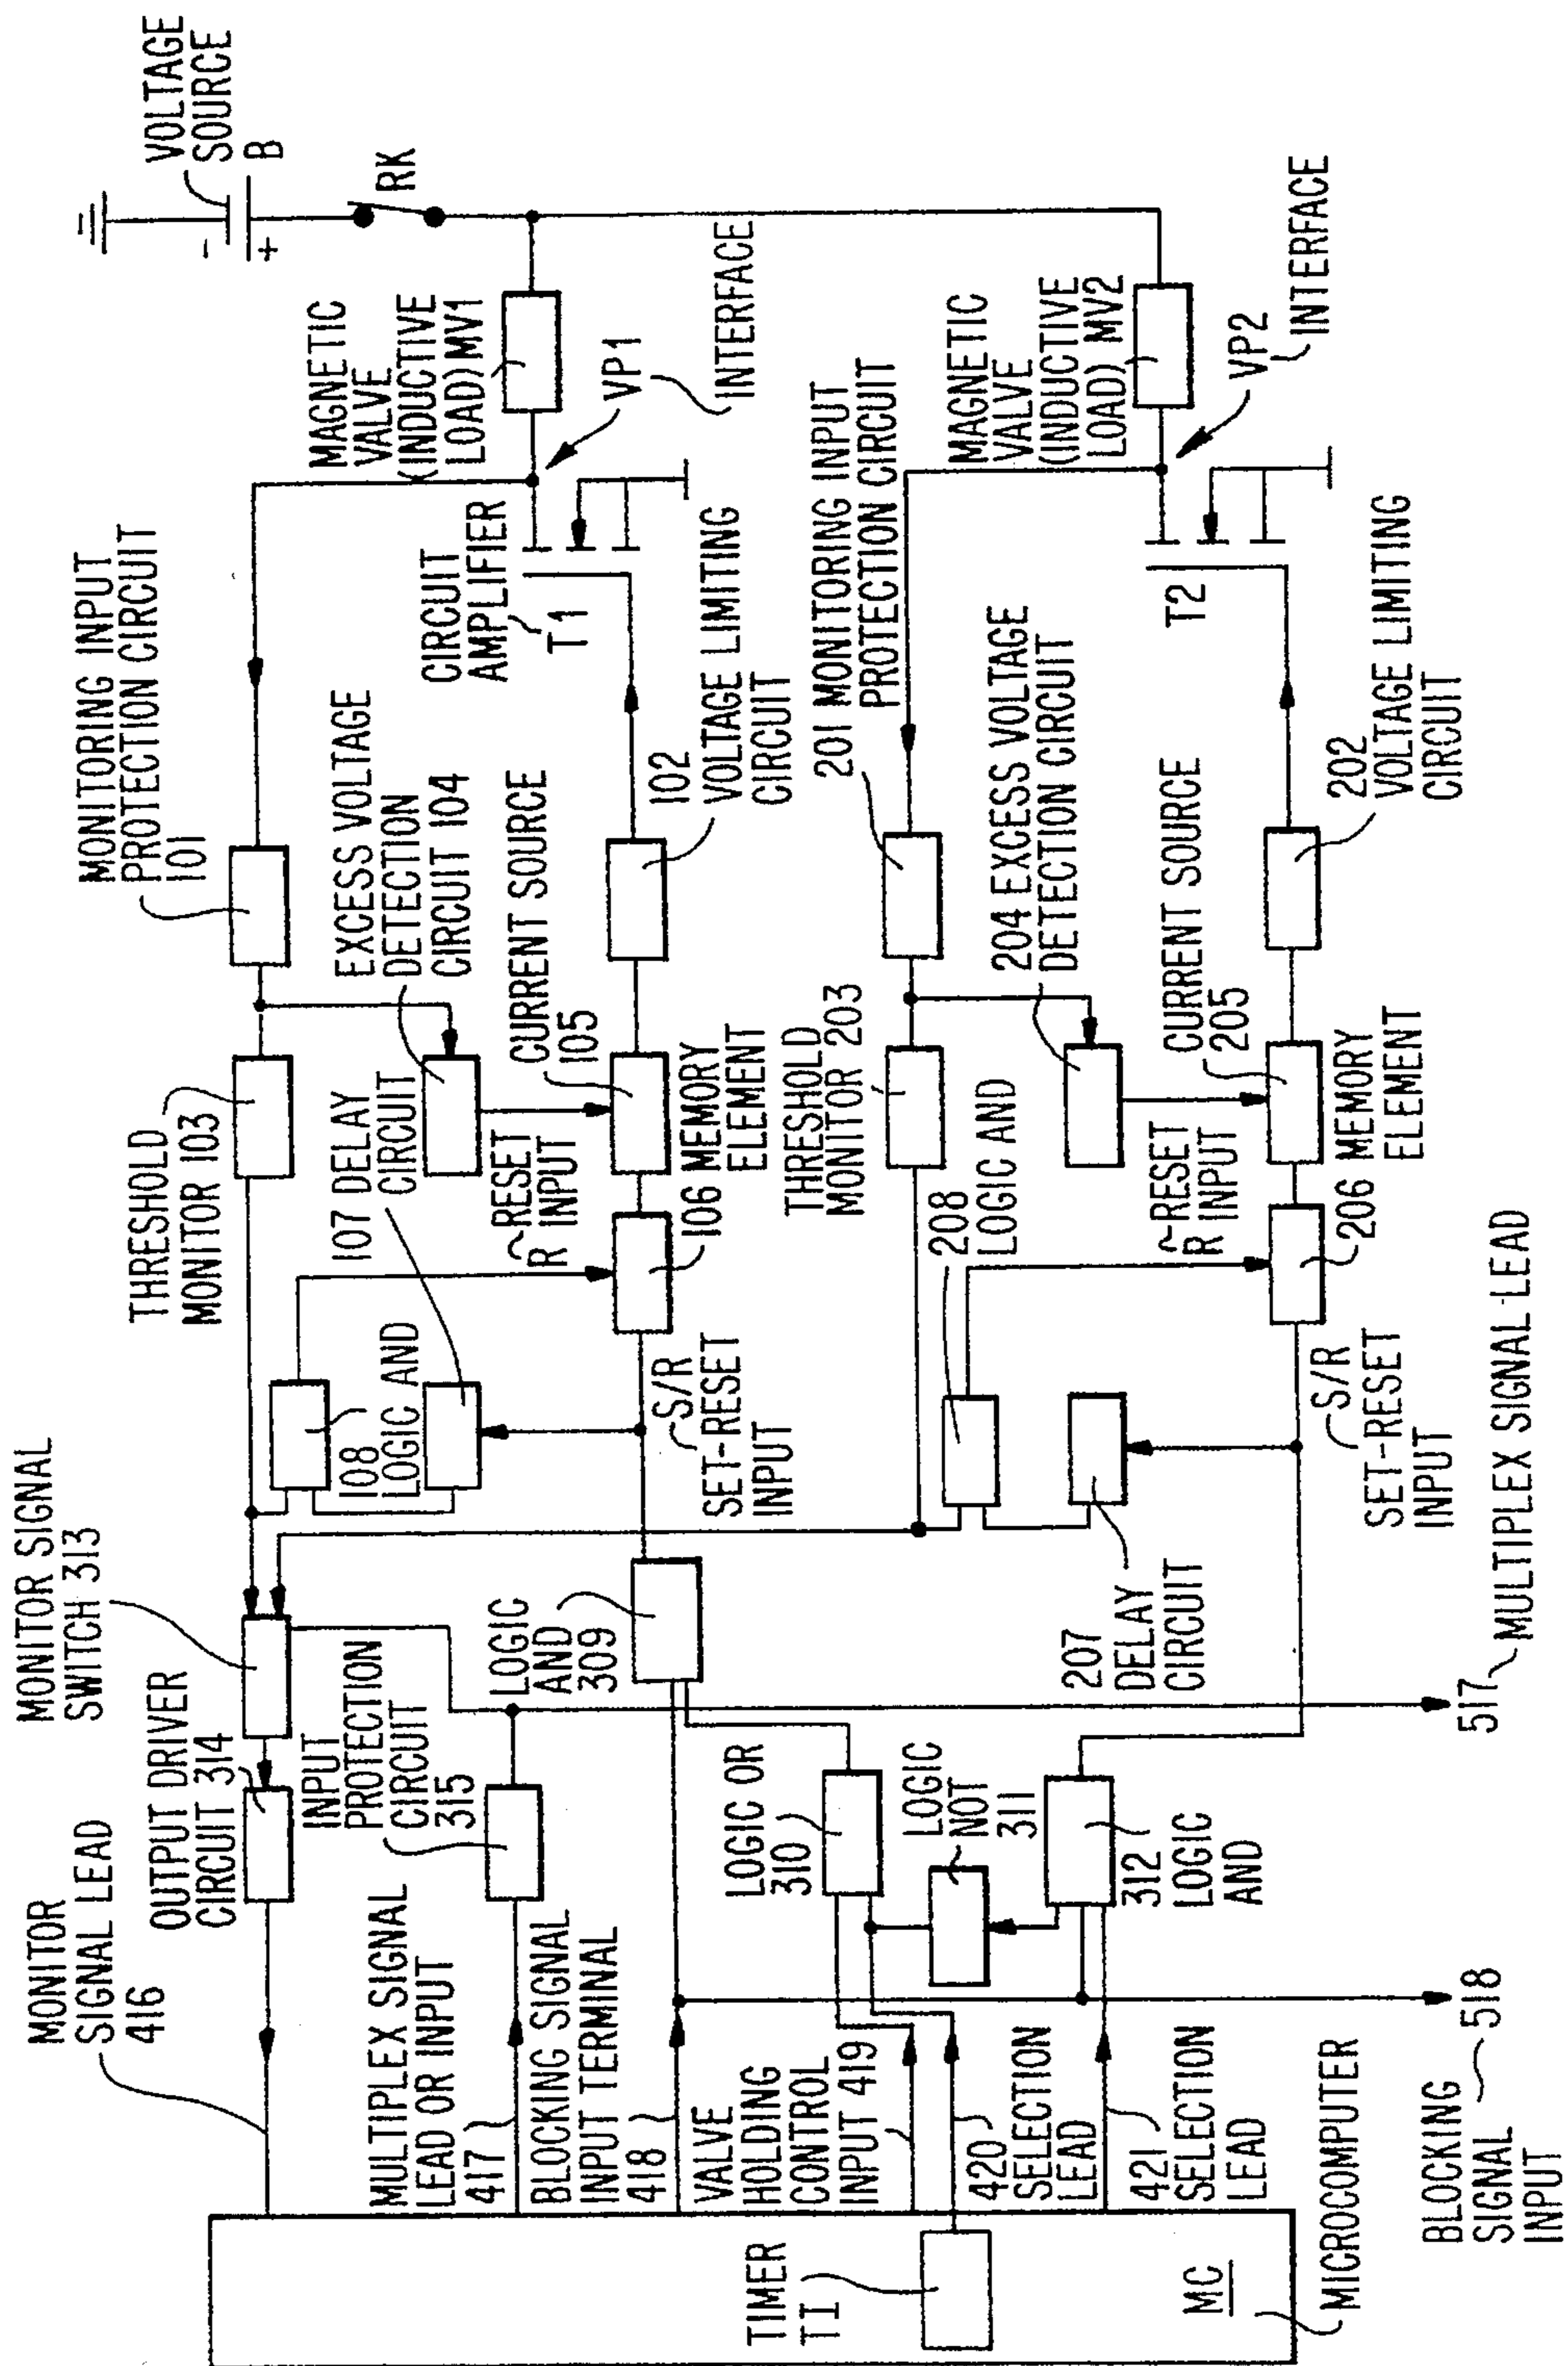 MONITOR
SIGNAL LEAD
416
MONITOR SIGNAL
SWITCH 313
OUTPUT DRIVER
CIRCUIT 314
THRESHOLD
MONITOR 103
MONITORING INPUT
PROTECTION CIRCUIT
101
VOLTAGE
SOURCE
B
-
+
RK
MULTIPLEX SIGNAL
LEAD OR INPUT
417
INPUT
PROTECTION
CIRCUIT
315
108
LOGIC AND
107 DELAY
CIRCUIT
EXCESS VOLTAGE
DETECTION
CIRCUIT 104
CIRCUIT
AMPLIFIER
T1
MAGNETIC
VALVE
(INDUCTIVE
LOAD) MV1
VP1
INTERFACE
BLOCKING SIGNAL
INPUT TERMINAL
418
LOGIC
AND
309
S/R
SET-RESET
INPUT
RESET
R INPUT
106 MEMORY
ELEMENT
CURRENT SOURCE
105
102
VOLTAGE LIMITING
CIRCUIT
TIMER
TI
VALVE
HOLDING
CONTROL
INPUT 419
LOGIC OR
310
LOGIC
NOT
311
208
LOGIC AND
THRESHOLD
MONITOR 203
201 MONITORING INPUT
PROTECTION CIRCUIT
204 EXCESS VOLTAGE
DETECTION CIRCUIT
MAGNETIC
VALVE
(INDUCTIVE
LOAD) MV2
VP2
INTERFACE
T2
420
SELECTION
LEAD
421
SELECTION
LEAD
312
LOGIC
AND
207
DELAY
CIRCUIT
RESET
R INPUT
CURRENT SOURCE
205
202
VOLTAGE LIMITING
CIRCUIT
MC
MICROCOMPUTER
S/R
SET-RESET
INPUT
206 MEMORY
ELEMENT
BLOCKING
SIGNAL
INPUT
518
517
MULTIPLEX SIGNAL LEAD